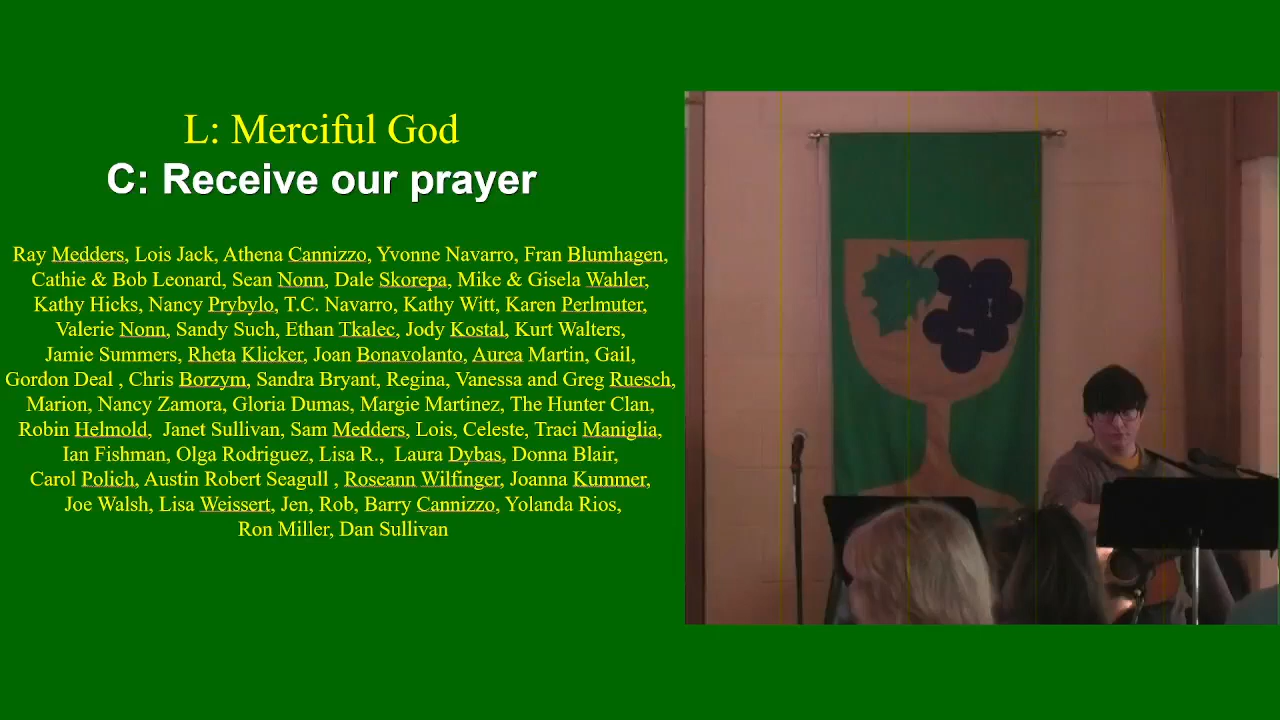 L: Merciful God
C: Receive our prayer
Ray Medders, Lois Jack, Athena Cannizzo, Yvonne Navarro, Fran Blumhagen,
Cathie & Bob Leonard, Sean Nonn, Dale Skorepa, Mike & Gisela Wahler,
Kathy Hicks, Nancy Prybylo, T.C. Navarro, Kathy Witt, Karen Perlmuter,
Valerie Nonn, Sandy Such, Ethan Tkalec, Jody Kostal, Kurt Walters,
Jamie Summers, Rheta Klicker, Joan Bonavolanto, Aurea Martin, Gail,
Gordon Deal , Chris Borzym, Sandra Bryant, Regina, Vanessa and Greg Ruesch,
Marion, Nancy Zamora, Gloria Dumas, Margie Martinez, The Hunter Clan,
Robin Helmold,  Janet Sullivan, Sam Medders, Lois, Celeste, Traci Maniglia,
Ian Fishman, Olga Rodriguez, Lisa R.,  Laura Dybas, Donna Blair,
Carol Polich, Austin Robert Seagull , Roseann Wilfinger, Joanna Kummer,
Joe Walsh, Lisa Weissert, Jen, Rob, Barry Cannizzo, Yolanda Rios,
Ron Miller, Dan Sullivan